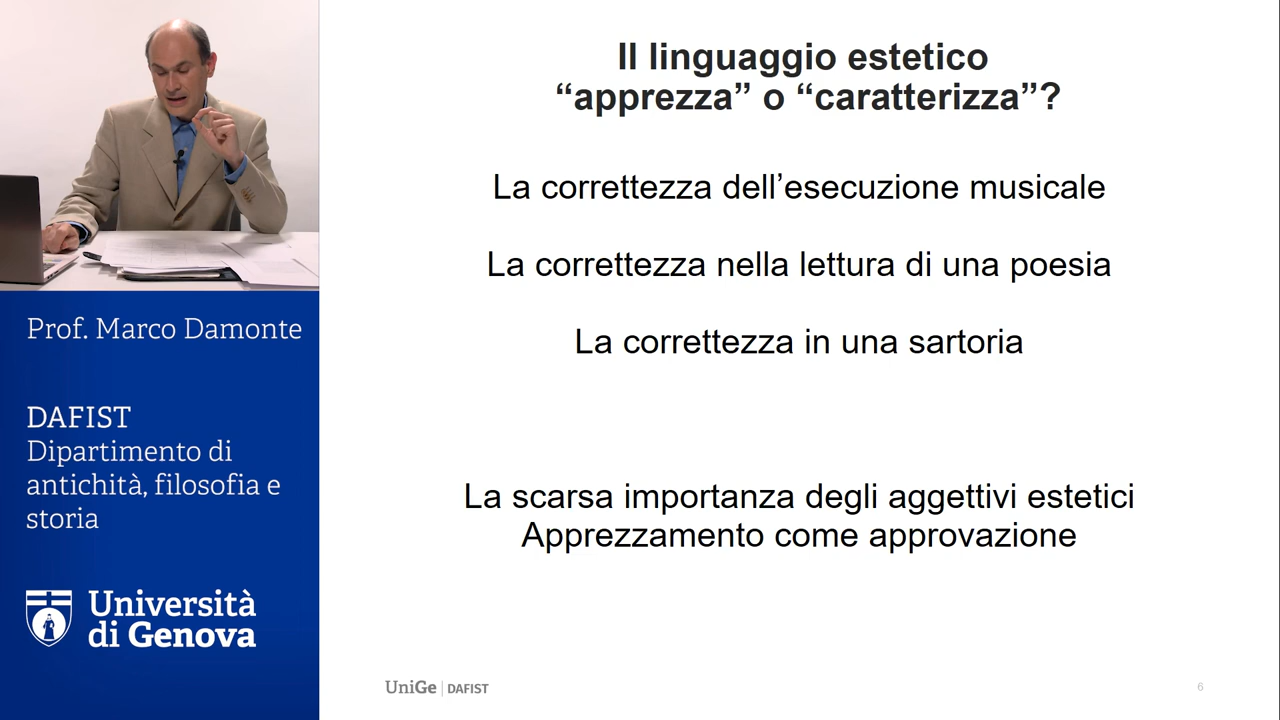 Il linguaggio estetico
“apprezza” o “caratterizza”?
La correttezza dell’esecuzione musicale
La correttezza nella lettura di una poesia
La correttezza in una sartoria
La scarsa importanza degli aggettivi estetici
Apprezzamento come approvazione
Prof. Marco Damonte
DAFIST
Dipartimento di
antichità, filosofia e
storia
Università
di Genova
UniGe | DAFIST
6